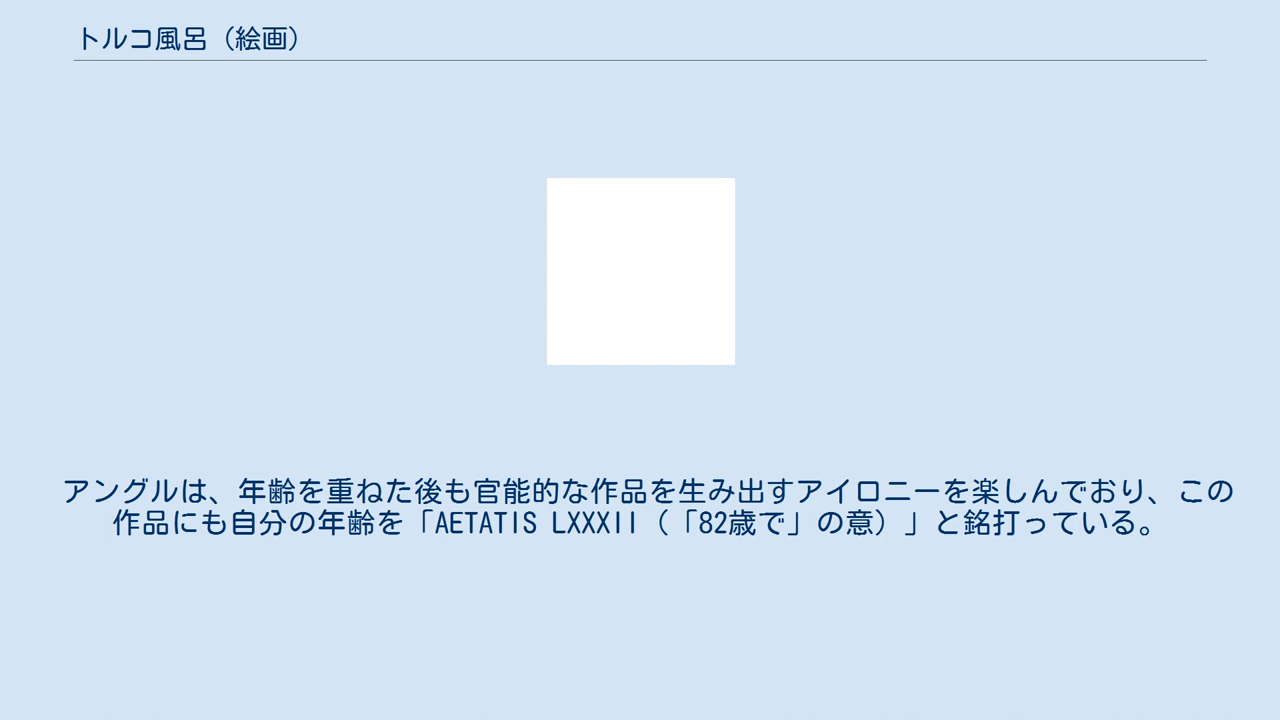 トルコ風呂（絵画）
アングルは、年齢を重ねた後も官能的な作品を生み出すアイロニーを楽しんでおり、この
作品にも自分の年齢を「AETATIS LXXXII（「82歳で」の意）」と銘打っている。